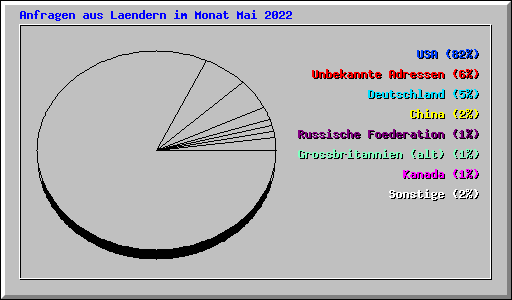 Anfragen aus Laendern im Monat Mai 2022
USA (82%)
Unbekannte Adressen (6%)
Deutschland (5%)
China (2%)
Russische Foederation (1%)
Grossbritannien (alt) (1%)
Kanada (1%)
Sonstige (2%)